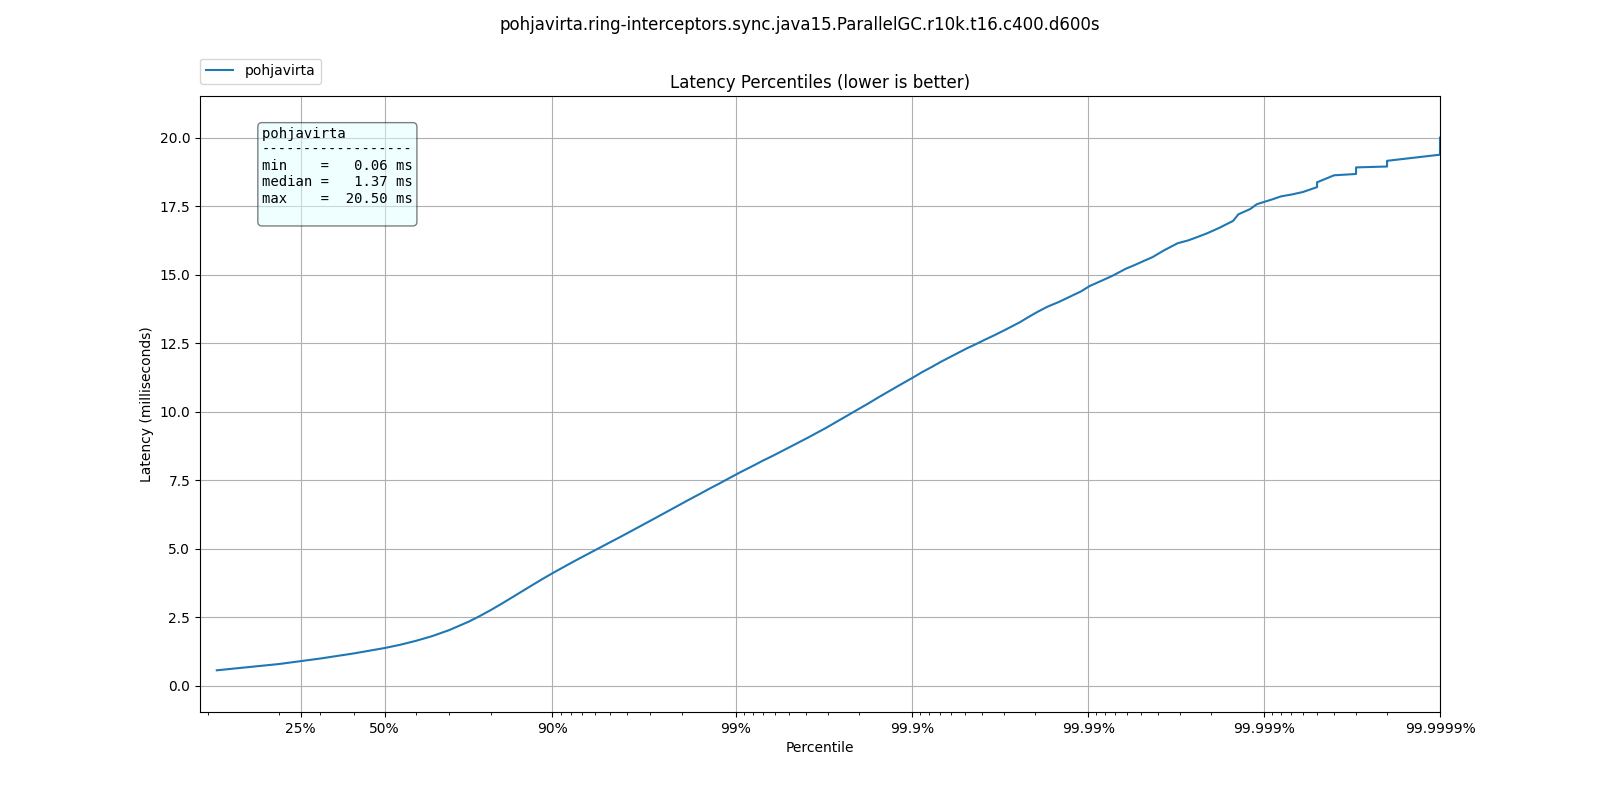 pohjavirta.ring-interceptors.sync.java15.ParallelGC.r10k.t16.c400.d600s
pohjavirta
Latency Percentiles (lower is better)
pohjavirta
------------------
min    =   0.06 ms
median =   1.37 ms
max    =  20.50 ms
20.0
17.5
15.0
12.5
10.0
7.5
5.0
2.5
0.0
Latency (milliseconds)
25% 50% 90% 99% 99.9% 99.99% 99.999% 99.9999%
Percentile